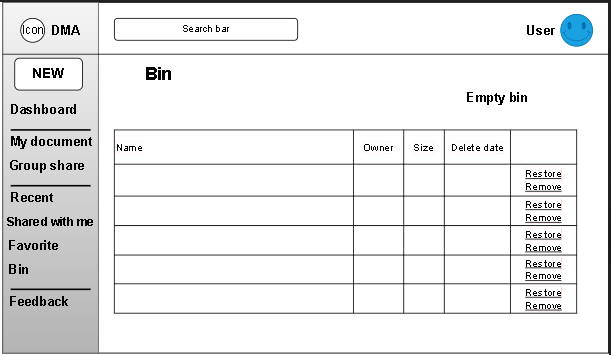 Icon DMA
Search bar
User
NEW
Dashboard
My document
Group share
Recent
Shared with me
Favorite
Bin
Feedback
Bin
Empty bin
Name Owner Size Delete date
Restore
Remove
Restore
Remove
Restore
Remove
Restore
Remove
Restore
Remove